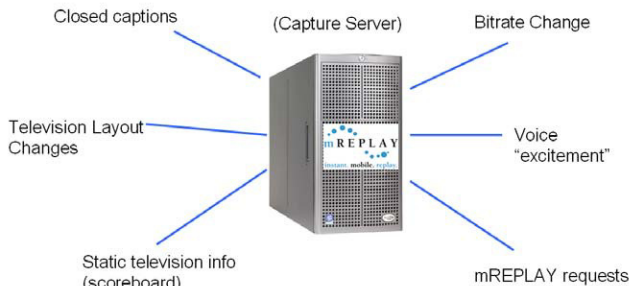 Closed captions
(Capture Server)
Bitrate Change
Television Layout
Changes
mREPLAY
instant. mobile. replay.
Voice
"excitement"
Static television info
(scoreboard)
mREPLAY requests